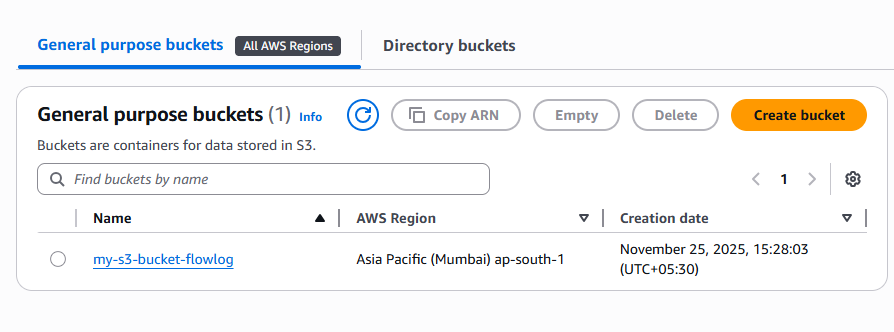 General purpose buckets All AWS Regions Directory buckets
General purpose buckets (1) Info Copy ARN Empty Delete Create bucket
Buckets are containers for data stored in S3.
Find buckets by name 1
Name AWS Region Creation date
my-s3-bucket-flowlog Asia Pacific (Mumbai) ap-south-1 November 25, 2025, 15:28:03
(UTC+05:30)